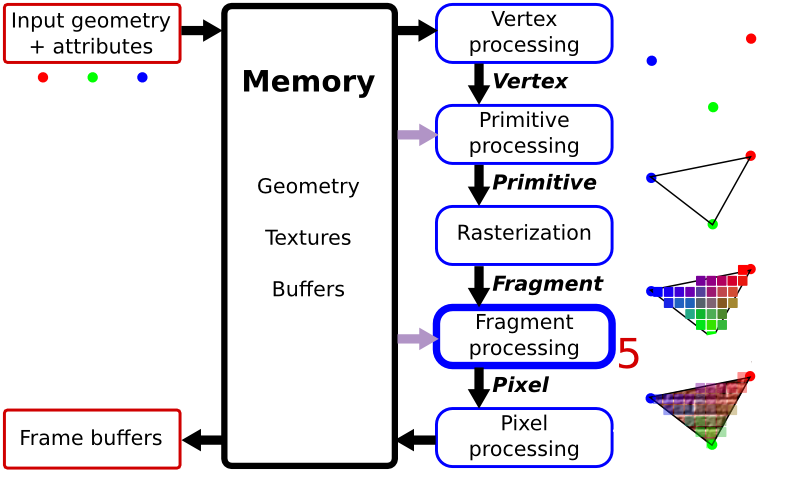 Input geometry
+ attributes
Memory
Geometry
Textures
Buffers
Frame buffers
Vertex
processing
Vertex
Primitive
processing
Primitive
Rasterization
Fragment
Fragment
processing
5
Pixel
Pixel
processing